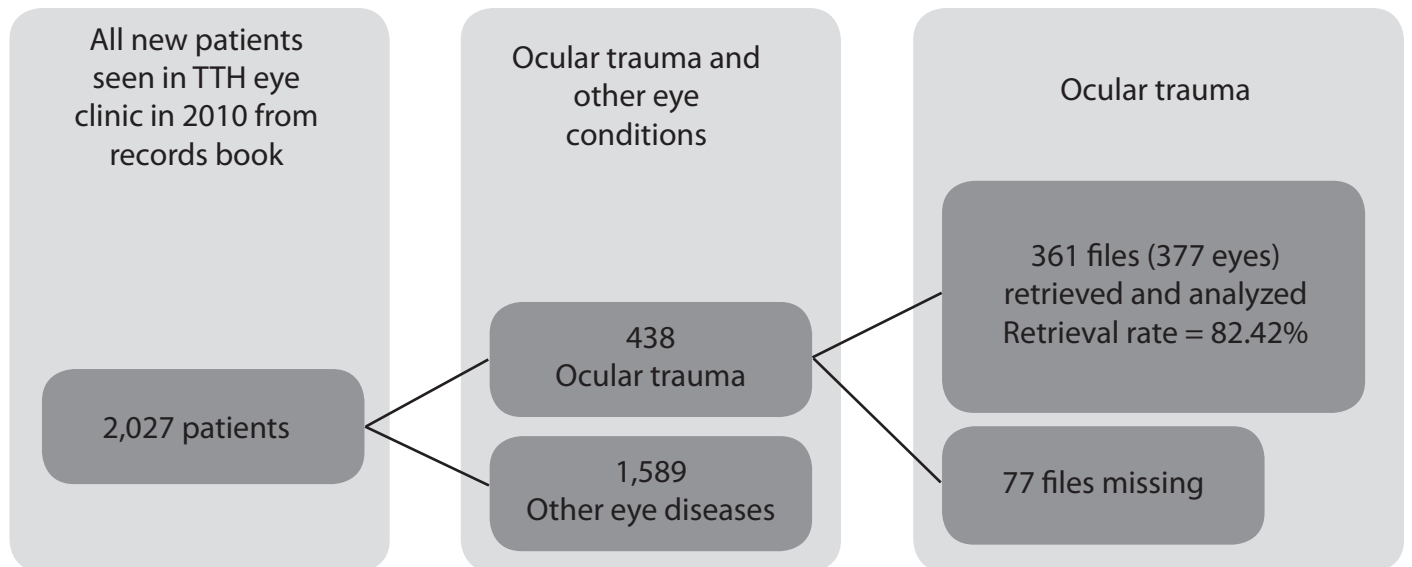 All new patients
seen in TTH eye
clinic in 2010 from
records book
2,027 patients
Ocular trauma and
other eye
conditions
438
Ocular trauma
1,589
Other eye diseases
Ocular trauma
361 files (377 eyes)
retrieved and analyzed
Retrieval rate = 82.42%
77 files missing